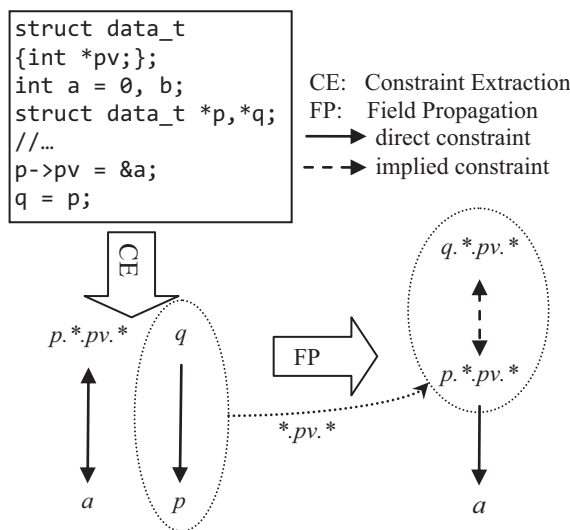 struct data_t
{int *pv;};
int a = 0, b;
struct data_t *p,*q;
//…
p->pv = &a;
q = p;
CE: Constraint Extraction
FP: Field Propagation
direct constraint
implied constraint
CE
p.*.pv.*
q
a
p
FP
*.pv.*
q.*.pv.*
p.*.pv.*
a